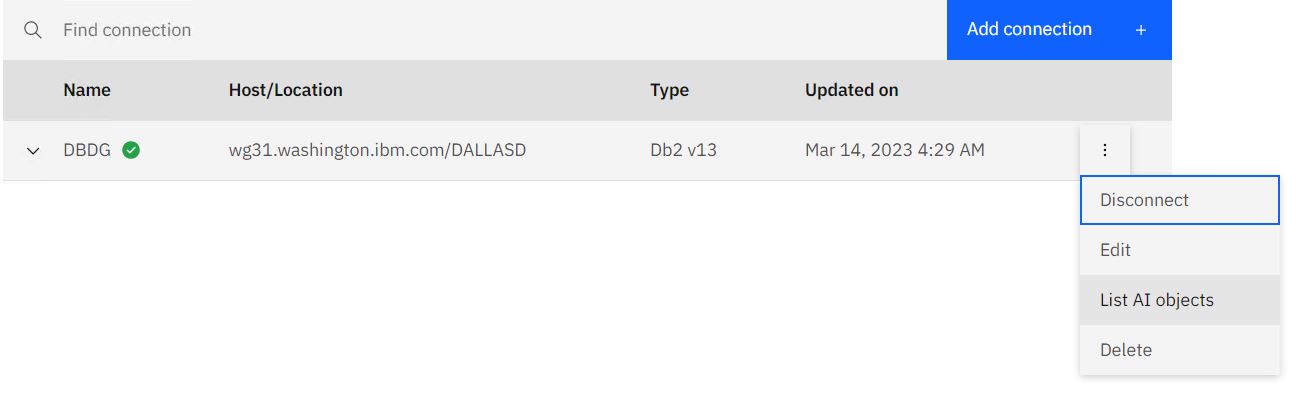 Find connection
Add connection +
Name Host/Location Type Updated on
DBDG wg31.washington.ibm.com/DALLASD Db2 v13 Mar 14, 2023 4:29 AM
Disconnect
Edit
List AI objects
Delete